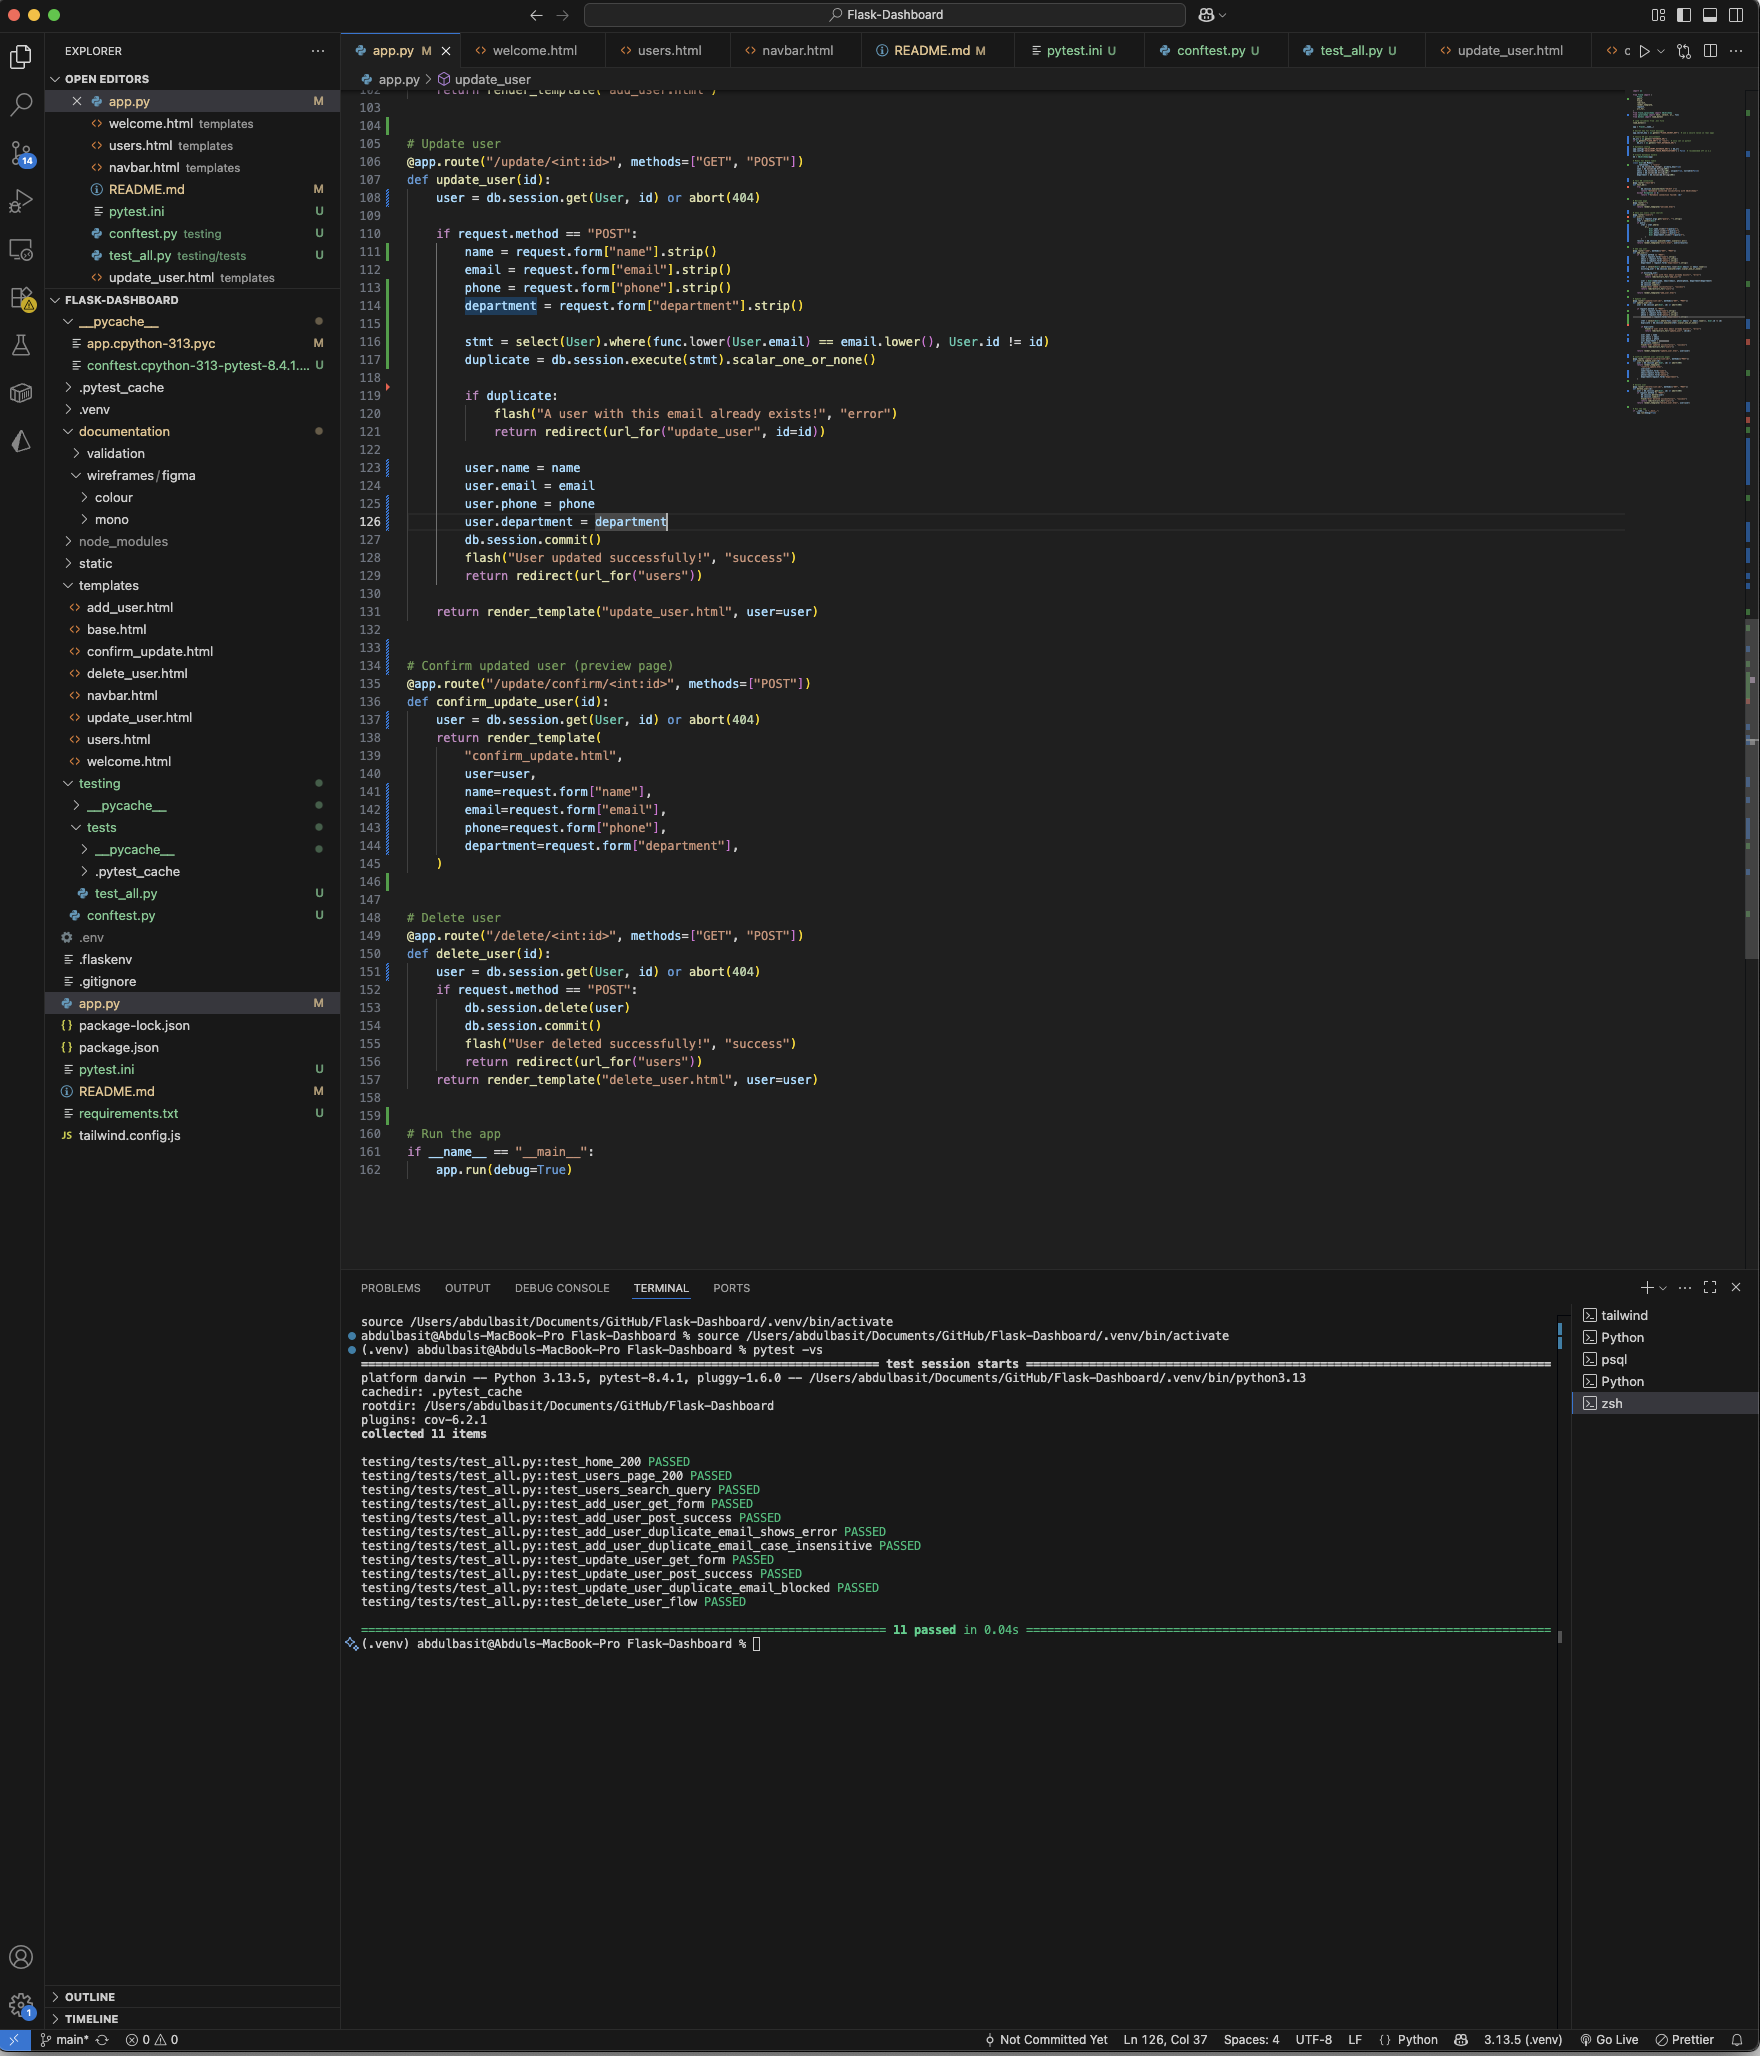 Flask-Dashboard
EXPLORER
OPEN EDITORS
app.py M
welcome.html templates
users.html templates
navbar.html templates
README.md M
pytest.ini U
conftest.py testing
test_all.py testing/tests U
update_user.html templates
FLASK-DASHBOARD
__pycache__
app.cpython-313.pyc M
conftest.cpython-313-pytest-8.4.1.... U
.pytest_cache
.venv
documentation
validation
wireframes / figma
colour
mono
node_modules
static
templates
add_user.html
base.html
confirm_update.html
delete_user.html
navbar.html
update_user.html
users.html
welcome.html
testing
__pycache__
tests
__pycache__
.pytest_cache
test_all.py U
conftest.py U
.env
.flaskenv
.gitignore
app.py M
package-lock.json
package.json
pytest.ini U
README.md M
requirements.txt U
JS tailwind.config.js
OUTLINE
TIMELINE
14
1
app.py M
welcome.html
users.html
navbar.html
README.md M
pytest.ini U
conftest.py U
test_all.py U
update_user.html
app.py > update_user
102 return render_template("add_user.html")
103
104
105 # Update user
106 @app.route("/update/<int:id>", methods=["GET", "POST"])
107 def update_user(id):
108 user = db.session.get(User, id) or abort(404)
109
110 if request.method == "POST":
111 name = request.form["name"].strip()
112 email = request.form["email"].strip()
113 phone = request.form["phone"].strip()
114 department = request.form["department"].strip()
115
116 stmt = select(User).where(func.lower(User.email) == email.lower(), User.id != id)
117 duplicate = db.session.execute(stmt).scalar_one_or_none()
118
119 if duplicate:
120 flash("A user with this email already exists!", "error")
121 return redirect(url_for("update_user", id=id))
122
123 user.name = name
124 user.email = email
125 user.phone = phone
126 user.department = department
127 db.session.commit()
128 flash("User updated successfully!", "success")
129 return redirect(url_for("users"))
130
131 return render_template("update_user.html", user=user)
132
133
134 # Confirm updated user (preview page)
135 @app.route("/update/confirm/<int:id>", methods=["POST"])
136 def confirm_update_user(id):
137 user = db.session.get(User, id) or abort(404)
138 return render_template(
139 "confirm_update.html",
140 user=user,
141 name=request.form["name"],
142 email=request.form["email"],
143 phone=request.form["phone"],
144 department=request.form["department"],
145 )
146
147
148 # Delete user
149 @app.route("/delete/<int:id>", methods=["GET", "POST"])
150 def delete_user(id):
151 user = db.session.get(User, id) or abort(404)
152 if request.method == "POST":
153 db.session.delete(user)
154 db.session.commit()
155 flash("User deleted successfully!", "success")
156 return redirect(url_for("users"))
157 return render_template("delete_user.html", user=user)
158
159
160 # Run the app
161 if __name__ == "__main__":
162 app.run(debug=True)
PROBLEMS OUTPUT DEBUG CONSOLE TERMINAL PORTS
source /Users/abdulbasit/Documents/GitHub/Flask-Dashboard/.venv/bin/activate
abdulbasit@Abduls-MacBook-Pro Flask-Dashboard % source /Users/abdulbasit/Documents/GitHub/Flask-Dashboard/.venv/bin/activate
(.venv) abdulbasit@Abduls-MacBook-Pro Flask-Dashboard % pytest -vs
test session starts
platform darwin -- Python 3.13.5, pytest-8.4.1, pluggy-1.6.0 -- /Users/abdulbasit/Documents/GitHub/Flask-Dashboard/.venv/bin/python3.13
cachedir: .pytest_cache
rootdir: /Users/abdulbasit/Documents/GitHub/Flask-Dashboard
plugins: cov-6.2.1
collected 11 items
testing/tests/test_all.py::test_home_200 PASSED
testing/tests/test_all.py::test_users_page_200 PASSED
testing/tests/test_all.py::test_users_search_query PASSED
testing/tests/test_all.py::test_add_user_get_form PASSED
testing/tests/test_all.py::test_add_user_post_success PASSED
testing/tests/test_all.py::test_add_user_duplicate_email_shows_error PASSED
testing/tests/test_all.py::test_add_user_duplicate_email_case_insensitive PASSED
testing/tests/test_all.py::test_update_user_get_form PASSED
testing/tests/test_all.py::test_update_user_post_success PASSED
testing/tests/test_all.py::test_update_user_duplicate_email_blocked PASSED
testing/tests/test_all.py::test_delete_user_flow PASSED
11 passed in 0.04s
(.venv) abdulbasit@Abduls-MacBook-Pro Flask-Dashboard %
tailwind
Python
psql
Python
zsh
main* 0 0
Not Committed Yet Ln 126, Col 37 Spaces: 4 UTF-8 LF {} Python 3.13.5 (.venv) Go Live Prettier